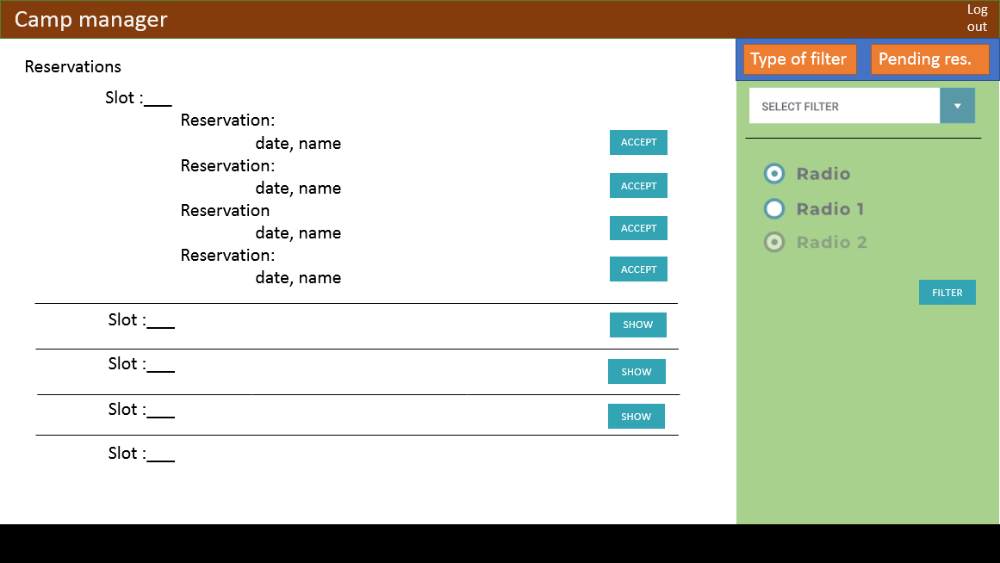 Camp manager
Log
out
Type of filter
Pending res.
Reservations
Slot :___
Reservation:
date, name
ACCEPT
Reservation:
date, name
ACCEPT
Reservation
date, name
ACCEPT
Reservation:
date, name
ACCEPT
Slot :___
SHOW
Slot :___
SHOW
Slot :___
SHOW
Slot :___
SELECT FILTER
Radio
Radio 1
Radio 2
FILTER